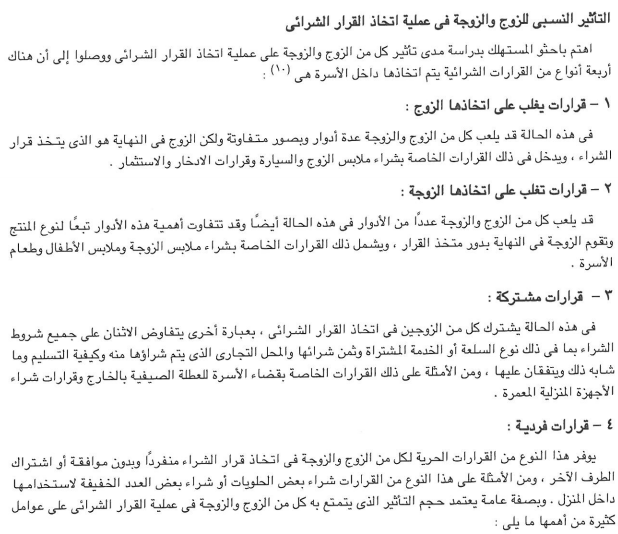 التأثير النسبى للزوج والزوجة فى عملية اتخاذ القرار الشرائى
اهتم باحثو المستهلك بدراسة مدى تأثير كل من الزوج والزوجة على عملية اتخاذ القرار الشرائى ووصلوا إلى أن هناك
أربعة أنواع من القرارات الشرائية يتم اتخاذها داخل الأسرة هى (١٠) :
١ – قرارات يغلب على اتخاذها الزوج :
فى هذه الحالة قد يلعب كل من الزوج والزوجة عدة أدوار وبصور متفاوتة ولكن الزوج فى النهاية هو الذى يتخذ قرار
الشراء ، ويدخل فى ذلك القرارات الخاصة بشراء ملابس الزوج والسيارة وقرارات الادخار والاستثمار .
٢ – قرارات تغلب على اتخاذها الزوجة :
قد يلعب كل من الزوج والزوجة عددًا من الأدوار فى هذه الحالة أيضًا وقد تتفاوت أهمية هذه الأدوار تبعًا لنوع المنتج
وتقوم الزوجة فى النهاية بدور متخذ القرار ، ويشمل ذلك القرارات الخاصة بشراء ملابس الزوجة وملابس الأطفال وطعام
الأسرة .
٣ – قرارات مشتركة :
فى هذه الحالة يشترك كل من الزوجين فى اتخاذ القرار الشرائى ، بعبارة أخرى يتفاوض الاثنان على جميع شروط
الشراء بما فى ذلك نوع السلعة أو الخدمة المشتراة وثمن شرائها والمحل التجارى الذى يتم شراؤها منه وكيفية التسليم وما
شابه ذلك ويتفقان عليها ، ومن الأمثلة على ذلك القرارات الخاصة بقضاء الأسرة للعطلة الصيفية بالخارج وقرارات شراء
الأجهزة المنزلية المعمرة .
٤ – قرارات فردية :
يوفر هذا النوع من القرارات الحرية لكل من الزوج والزوجة فى اتخاذ قرار الشراء منفردًا وبدون موافقة أو اشتراك
الطرف الآخر ، ومن الأمثلة على هذا النوع من القرارات شراء بعض الحلويات أو شراء بعض العدد الخفيفة لاستخدامها
داخل المنزل . وبصفة عامة يعتمد حجم التأثير الذى يتمتع به كل من الزوج والزوجة فى عملية القرار الشرائى على عوامل
كثيرة من أهمها ما يلى :